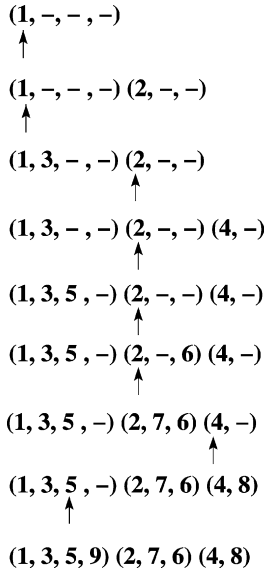 (1, –, – , –)
(1, –, – , –) (2, –, –)
(1, 3, – , –) (2, –, –)
(1, 3, – , –) (2, –, –) (4, –)
(1, 3, 5 , –) (2, –, –) (4, –)
(1, 3, 5 , –) (2, –, 6) (4, –)
(1, 3, 5 , –) (2, 7, 6) (4, –)
(1, 3, 5 , –) (2, 7, 6) (4, 8)
(1, 3, 5, 9) (2, 7, 6) (4, 8)